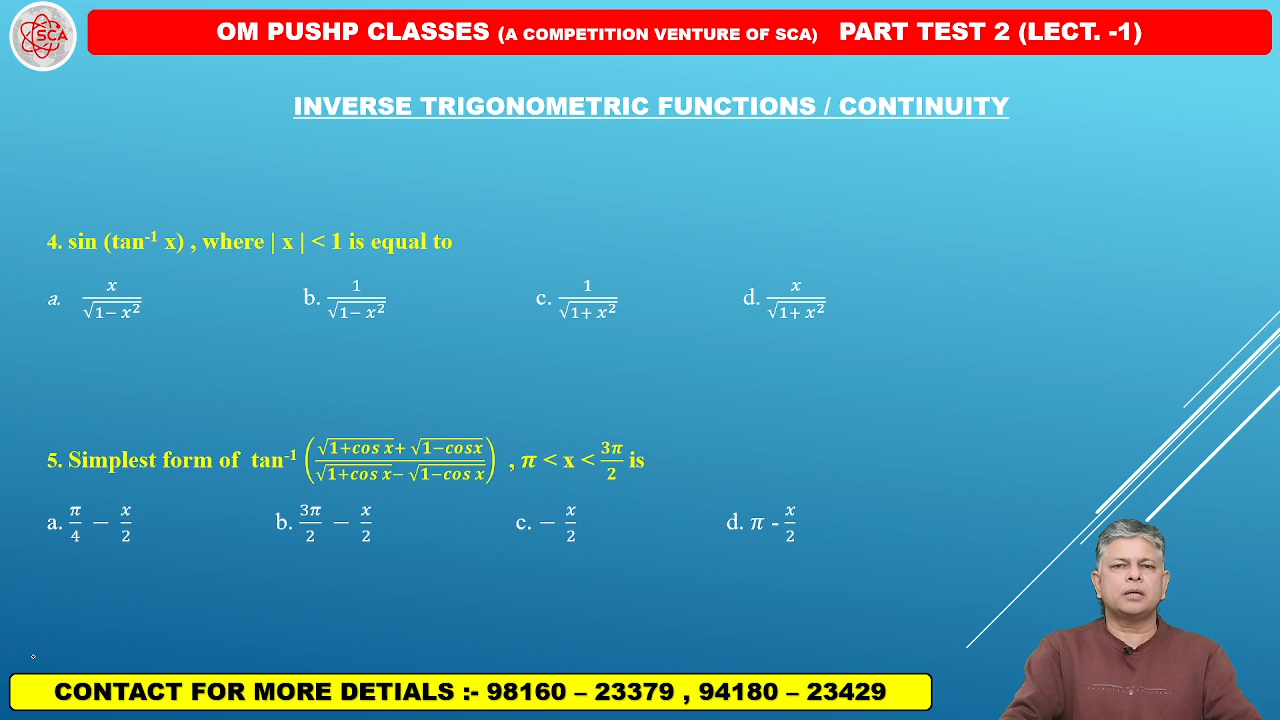 SCA
OM PUSHP CLASSES (A COMPETITION VENTURE OF SCA) PART TEST 2 (LECT. -1)
INVERSE TRIGONOMETRIC FUNCTIONS / CONTINUITY
4. sin (tan⁻¹ x) , where | x | < 1 is equal to
a. x/√(1− x²) b. 1/√(1− x²) c. 1/√(1+ x²) d. x/√(1+ x²)
5. Simplest form of tan⁻¹ ((√(1+cos x)+ √(1−cosx))/(√(1+cos x)− √(1−cos x))) , π < x < 3π/2 is
a. π/4 − x/2 b. 3π/2 − x/2 c. − x/2 d. π - x/2
CONTACT FOR MORE DETIALS :- 98160 – 23379 , 94180 – 23429